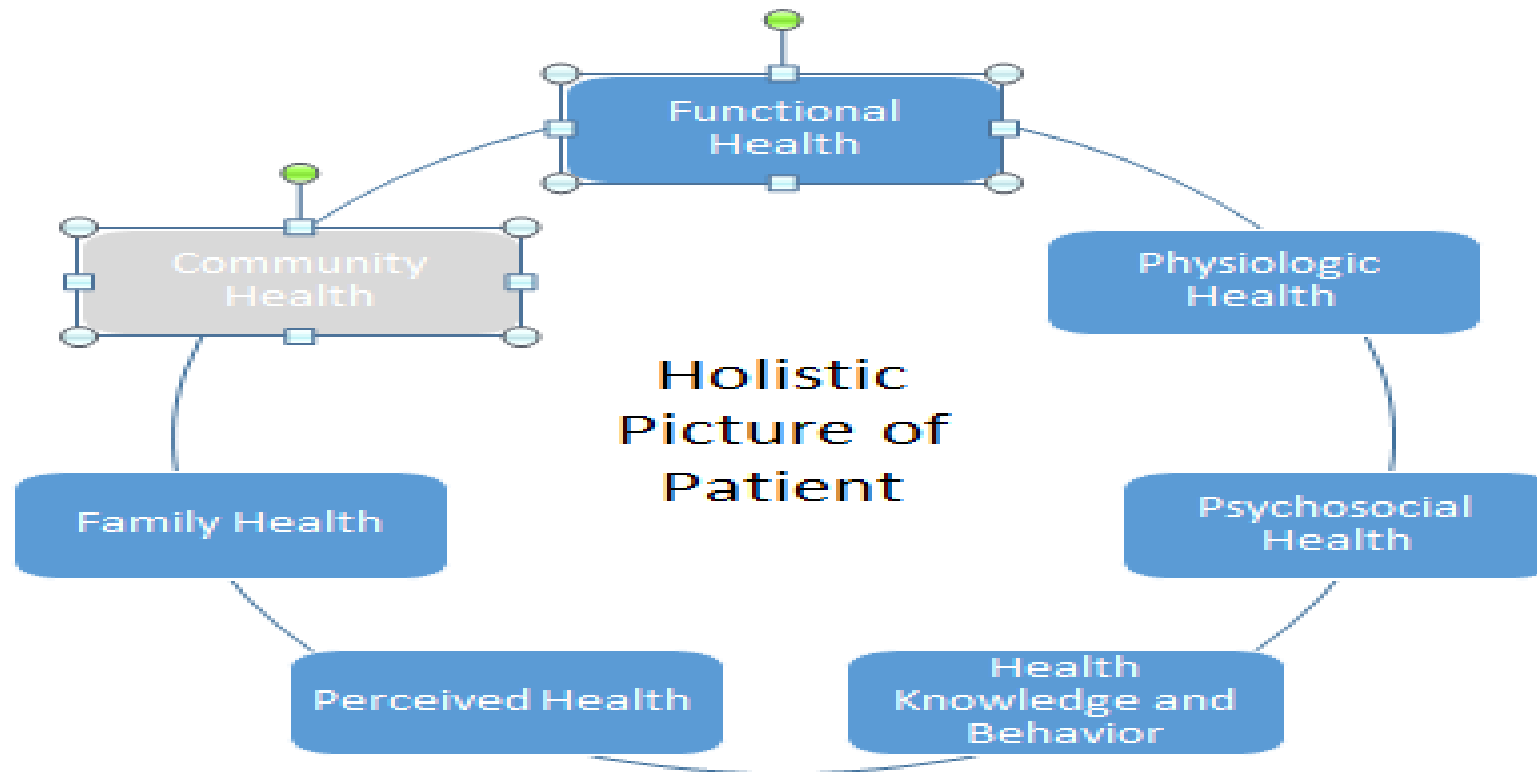 Functional
Health
Community
Health
Physiologic
Health
Holistic
Picture of
Patient
Family Health
Psychosocial
Health
Perceived Health
Health
Knowledge and
Behavior